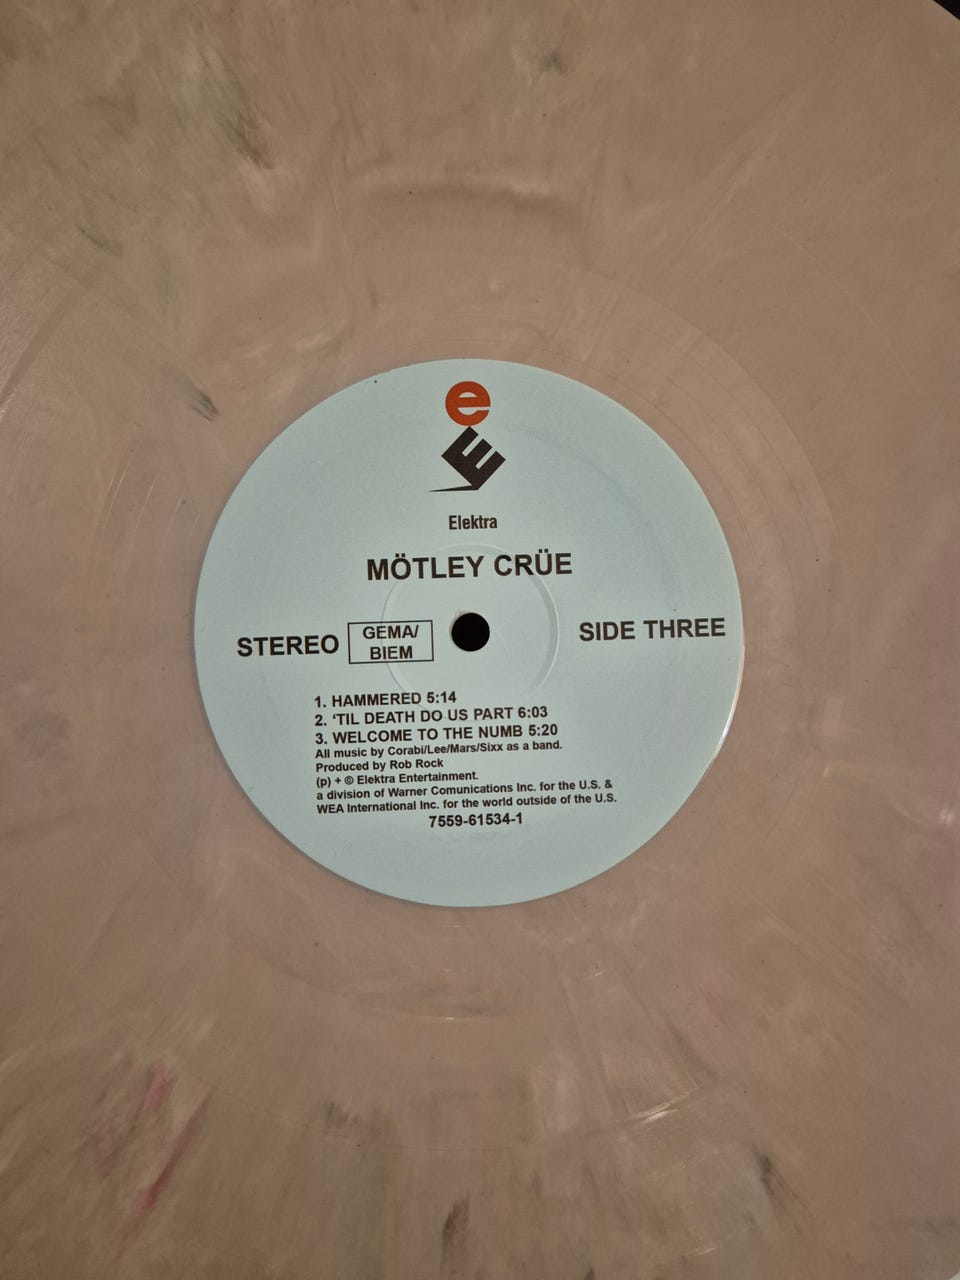 e
E
Elektra
MÖTLEY CRÜE
STEREO GEMA/ BIEM SIDE THREE
1. HAMMERED 5:14
2. ‘TIL DEATH DO US PART 6:03
3. WELCOME TO THE NUMB 5:20
All music by Corabi/Lee/Mars/Sixx as a band.
Produced by Rob Rock
(p) + © Elektra Entertainment.
a division of Warner Comunications Inc. for the U.S. &
WEA International Inc. for the world outside of the U.S.
7559-61534-1